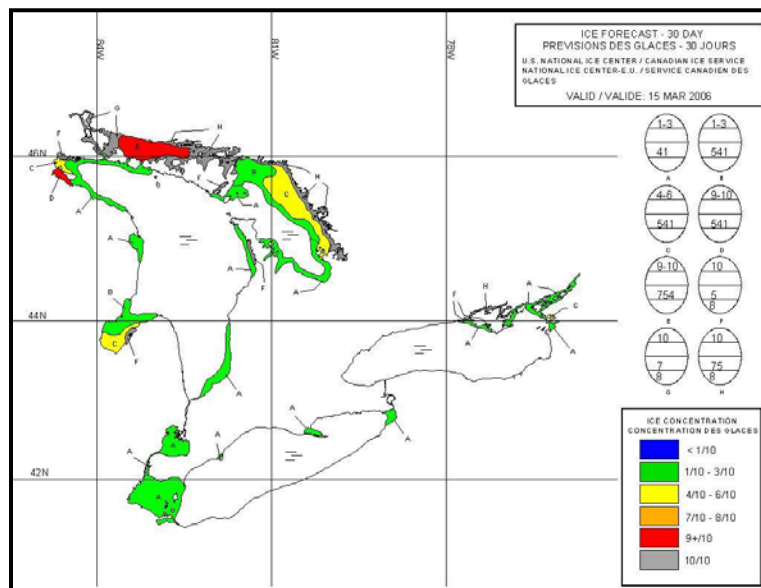 84W
81W
78W
ICE FORECAST - 30 DAY
PREVISIONS DES GLACES - 30 JOURS
U.S. NATIONAL ICE CENTER / CANADIAN ICE SERVICE
NATIONAL ICE CENTER-E.U. / SERVICE CANADIEN DES
GLACES
VALID / VALIDE: 15 MAR 2006
G
H
F
46N
C
E
B
H
D
F
C
A
A
A
A
F
A
B
A
F
H
44N
C
F
A
C
A
A
A
A
A
A
A
A
42N
A
1-3
41
A
1-3
541
B
4-6
541
C
9-10
541
D
9-10
754
E
10
5
8
F
10
7
8
G
10
75
8
H
ICE CONCENTRATION
CONCENTRATION DES GLACES
< 1/10
1/10 - 3/10
4/10 - 6/10
7/10 - 8/10
9+/10
10/10